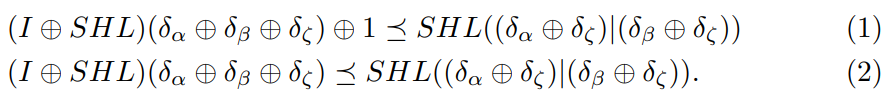 (I ⊕ SHL)(δ_α ⊕ δ_β ⊕ δ_ζ) ⊕ 1 ⪯ SHL((δ_α ⊕ δ_ζ)|(δ_β ⊕ δ_ζ)) (1)
(I ⊕ SHL)(δ_α ⊕ δ_β ⊕ δ_ζ) ⪯ SHL((δ_α ⊕ δ_ζ)|(δ_β ⊕ δ_ζ)). (2)